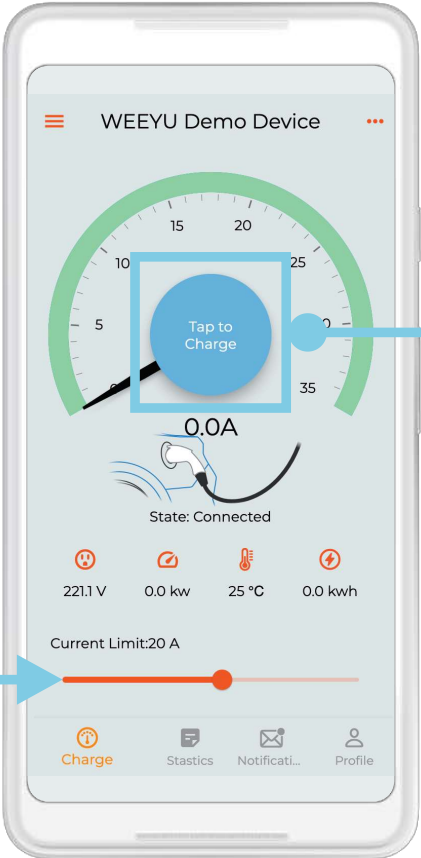 WEEYU Demo Device
15
20
10
25
5
Tap to
Charge
35
0.0A
State: Connected
221.1 V
0.0 kw
25 °C
0.0 kwh
Current Limit:20 A
Charge
Stastics
Notificati...
Profile